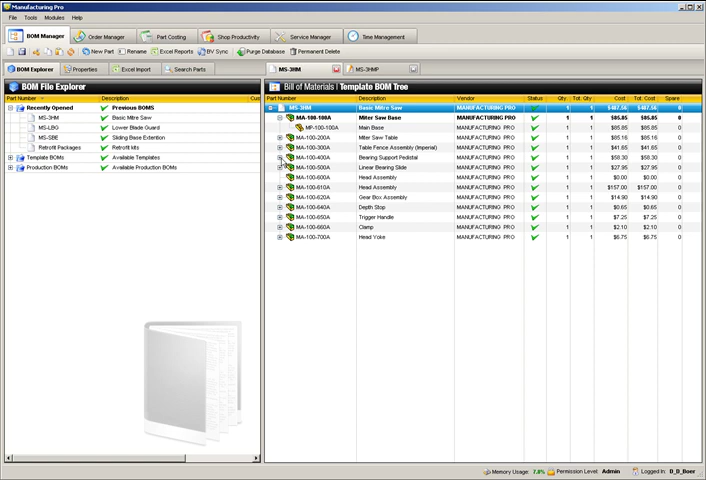 Manufacturing Pro
File Tools Modules Help
BOM Manager Order Manager Part Costing Shop Productivity Service Manager Time Management
New Part Rename Excel Reports BV Sync Purge Database Permanent Delete
BOM Explorer Properties Excel Import Search Parts MS-3HM MS-3HMP
BOM File Explorer
Part Number Description Cus
Recently Opened Previous BOMS
MS-3HM Basic Mitre Saw
MS-LBG Lower Blade Guard
MS-SBE Sliding Base Extention
Retrofit Packages Retrofit kits
Template BOMs Available Templates
Production BOMs Available Production BOMs
Bill of Materials | Template BOM Tree
Part Number Description Vendor Status Qty Tot. Qty Cost Tot. Cost Spare
MS-3HM Basic Mitre Saw MANUFACTURING PRO 1 1 $487.56 $487.56 0
MA-100-100A Miter Saw Base MANUFACTURING PRO 1 1 $85.85 $85.85 0
MP-100-100A Main Base MANUFACTURING PRO 1 1 $85.85 $85.85 0
MA-100-200A Miter Saw Table MANUFACTURING PRO 1 1 $85.16 $85.16 0
MA-100-300A Table Fence Assembly (Imperial) MANUFACTURING PRO 1 1 $41.65 $41.65 0
MA-100-400A Bearing Support Pedistal MANUFACTURING PRO 1 1 $58.30 $58.30 0
MA-100-500A Linear Bearing Slide MANUFACTURING PRO 1 1 $27.95 $27.95 0
MA-100-600A Head Assembly MANUFACTURING PRO 1 1 $0.00 $0.00 0
MA-100-610A Head Assembly MANUFACTURING PRO 1 1 $157.00 $157.00 0
MA-100-620A Gear Box Assembly MANUFACTURING PRO 1 1 $14.90 $14.90 0
MA-100-640A Depth Stop MANUFACTURING PRO 1 1 $0.65 $0.65 0
MA-100-650A Trigger Handle MANUFACTURING PRO 1 1 $7.25 $7.25 0
MA-100-660A Clamp MANUFACTURING PRO 1 1 $2.10 $2.10 0
MA-100-700A Head Yoke MANUFACTURING PRO 1 1 $6.75 $6.75 0
Memory Usage: 7.8% Permission Level: Admin Logged In: D_B_Boer